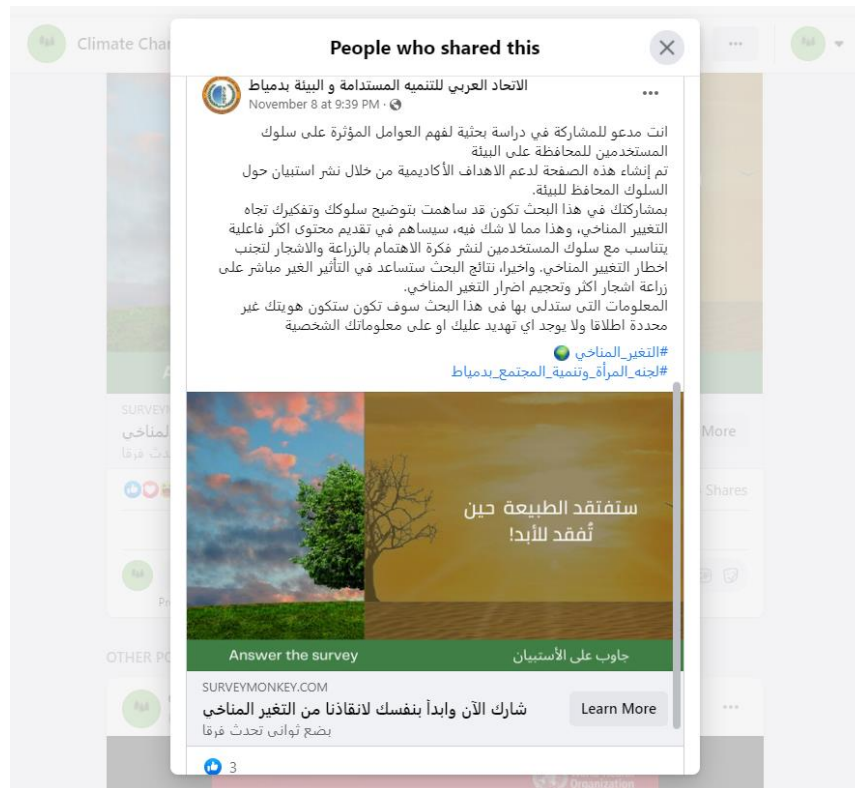 Climate Char
People who shared this
الاتحاد العربي للتنميه المستدامة و البيئة بدمياط
November 8 at 9:39 PM ·
انت مدعو للمشاركة في دراسة بحثية لفهم العوامل المؤثرة على سلوك
المستخدمين للمحافظة على البيئة
تم إنشاء هذه الصفحة لدعم الاهداف الأكاديمية من خلال نشر استبيان حول
السلوك المحافظ للبيئة.
بمشاركتك في هذا البحث تكون قد ساهمت بتوضيح سلوكك وتفكيرك تجاه
التغيير المناخي، وهذا مما لا شك فيه، سيساهم في تقديم محتوى اكثر فاعلية
يتناسب مع سلوك المستخدمين لنشر فكرة الاهتمام بالزراعة والاشجار لتجنب
اخطار التغيير المناخي. واخيرا، نتائج البحث ستساعد في التأثير الغير مباشر على
زراعة اشجار اكثر وتحجيم اضرار التغير المناخي.
المعلومات التى ستدلى بها فى هذا البحث سوف تكون ستكون هويتك غير
محددة اطلاقا ولا يوجد اي تهديد عليك او على معلوماتك الشخصية
#التغير_المناخي
#لجنه_المرأة_وتنمية_المجتمع_بدمياط
ستفتقد الطبيعة حين
تُفقد للأبد!
Answer the survey
جاوب على الأستبيان
SURVEYMONKEY.COM
شارك الآن وابدأ بنفسك لانقاذنا من التغير المناخي
بضع ثوانى تحدث فرقا
Learn More
3
SURVEYM
لمناخي
دث فرقا
More
Shares
OTHER PO
Organization